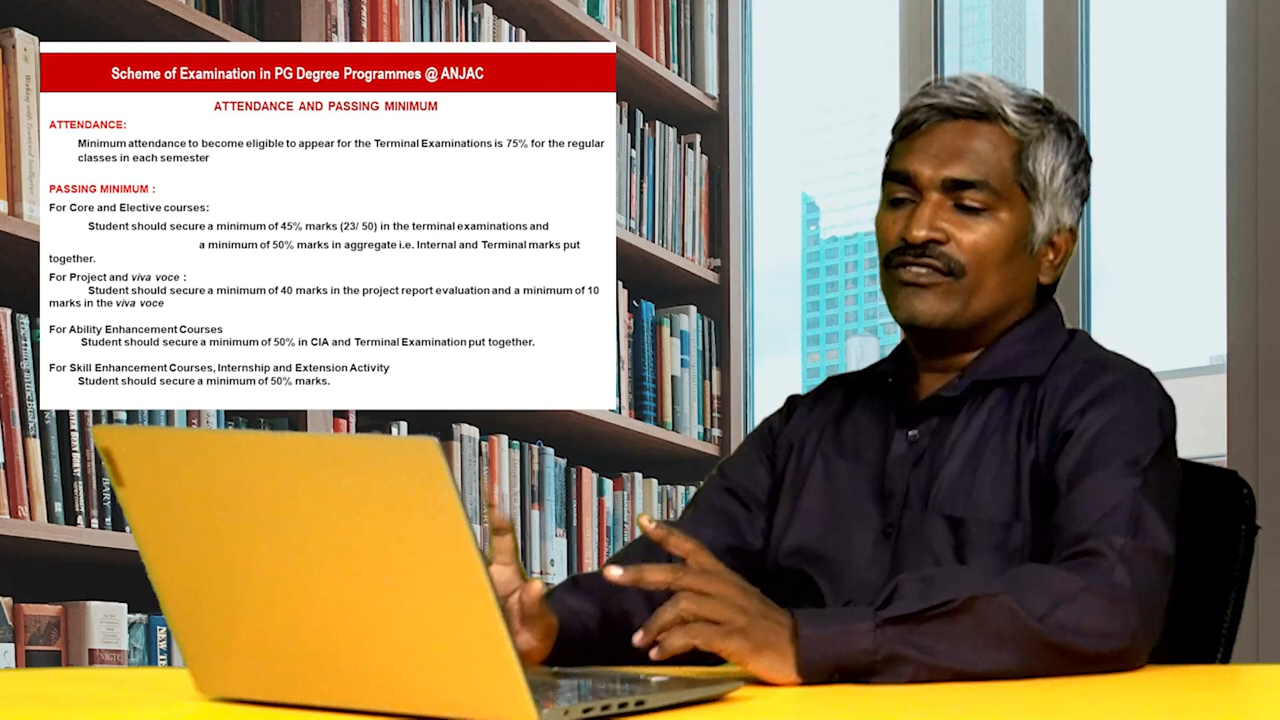 Scheme of Examination in PG Degree Programmes @ ANJAC
ATTENDANCE AND PASSING MINIMUM
ATTENDANCE:
Minimum attendance to become eligible to appear for the Terminal Examinations is 75% for the regular
classes in each semester
PASSING MINIMUM :
For Core and Elective courses:
Student should secure a minimum of 45% marks (23/ 50) in the terminal examinations and
a minimum of 50% marks in aggregate i.e. Internal and Terminal marks put
together.
For Project and viva voce :
Student should secure a minimum of 40 marks in the project report evaluation and a minimum of 10
marks in the viva voce
For Ability Enhancement Courses
Student should secure a minimum of 50% in CIA and Terminal Examination put together.
For Skill Enhancement Courses, Internship and Extension Activity
Student should secure a minimum of 50% marks.